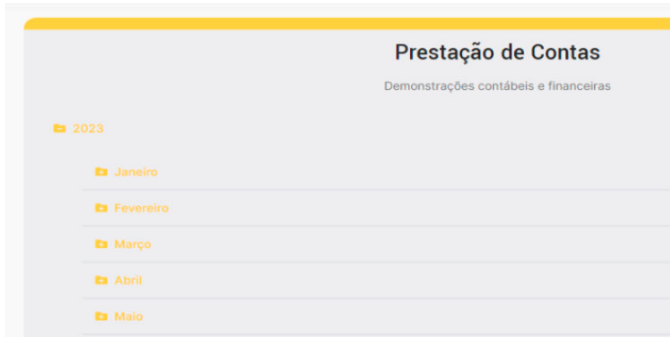 Prestação de Contas
Demonstrações contábeis e financeiras
2023
Janeiro
Fevereiro
Março
Abril
Maio